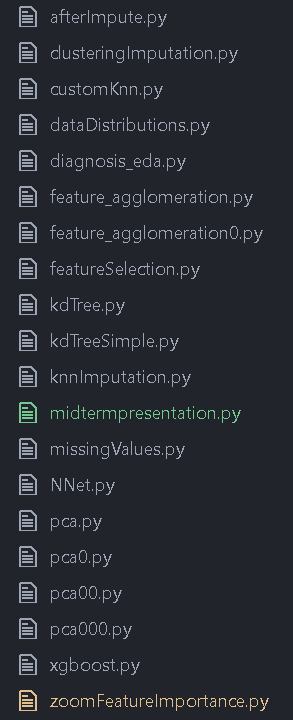 afterImpute.py
clusteringImputation.py
customKnn.py
dataDistributions.py
diagnosis_eda.py
feature_agglomeration.py
feature_agglomeration0.py
featureSelection.py
kdTree.py
kdTreeSimple.py
knnImputation.py
midtermpresentation.py
missingValues.py
NNet.py
pca.py
pca0.py
pca00.py
pca000.py
xgboost.py
zoomFeatureImportance.py